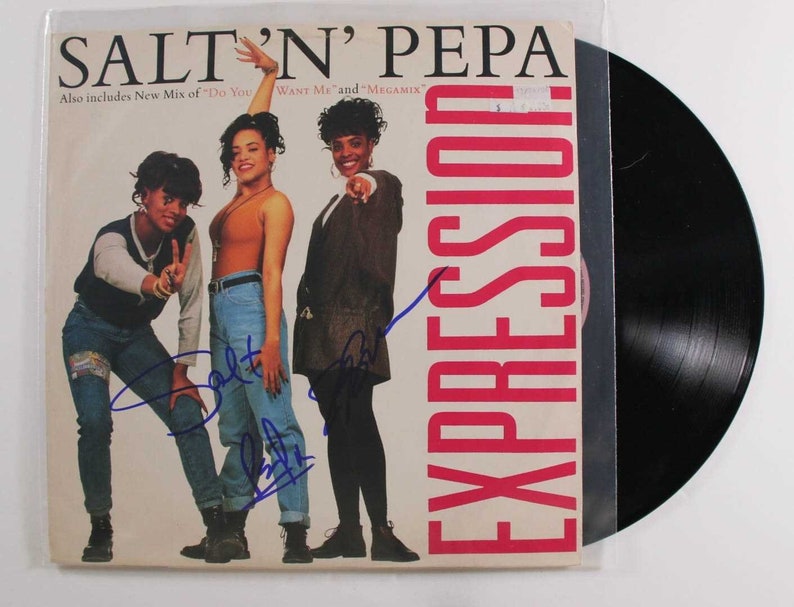 SALT 'N' PEPA
Also includes New Mix of "Do You Want Me" and "Megamix"
EXPRESSION
Salt